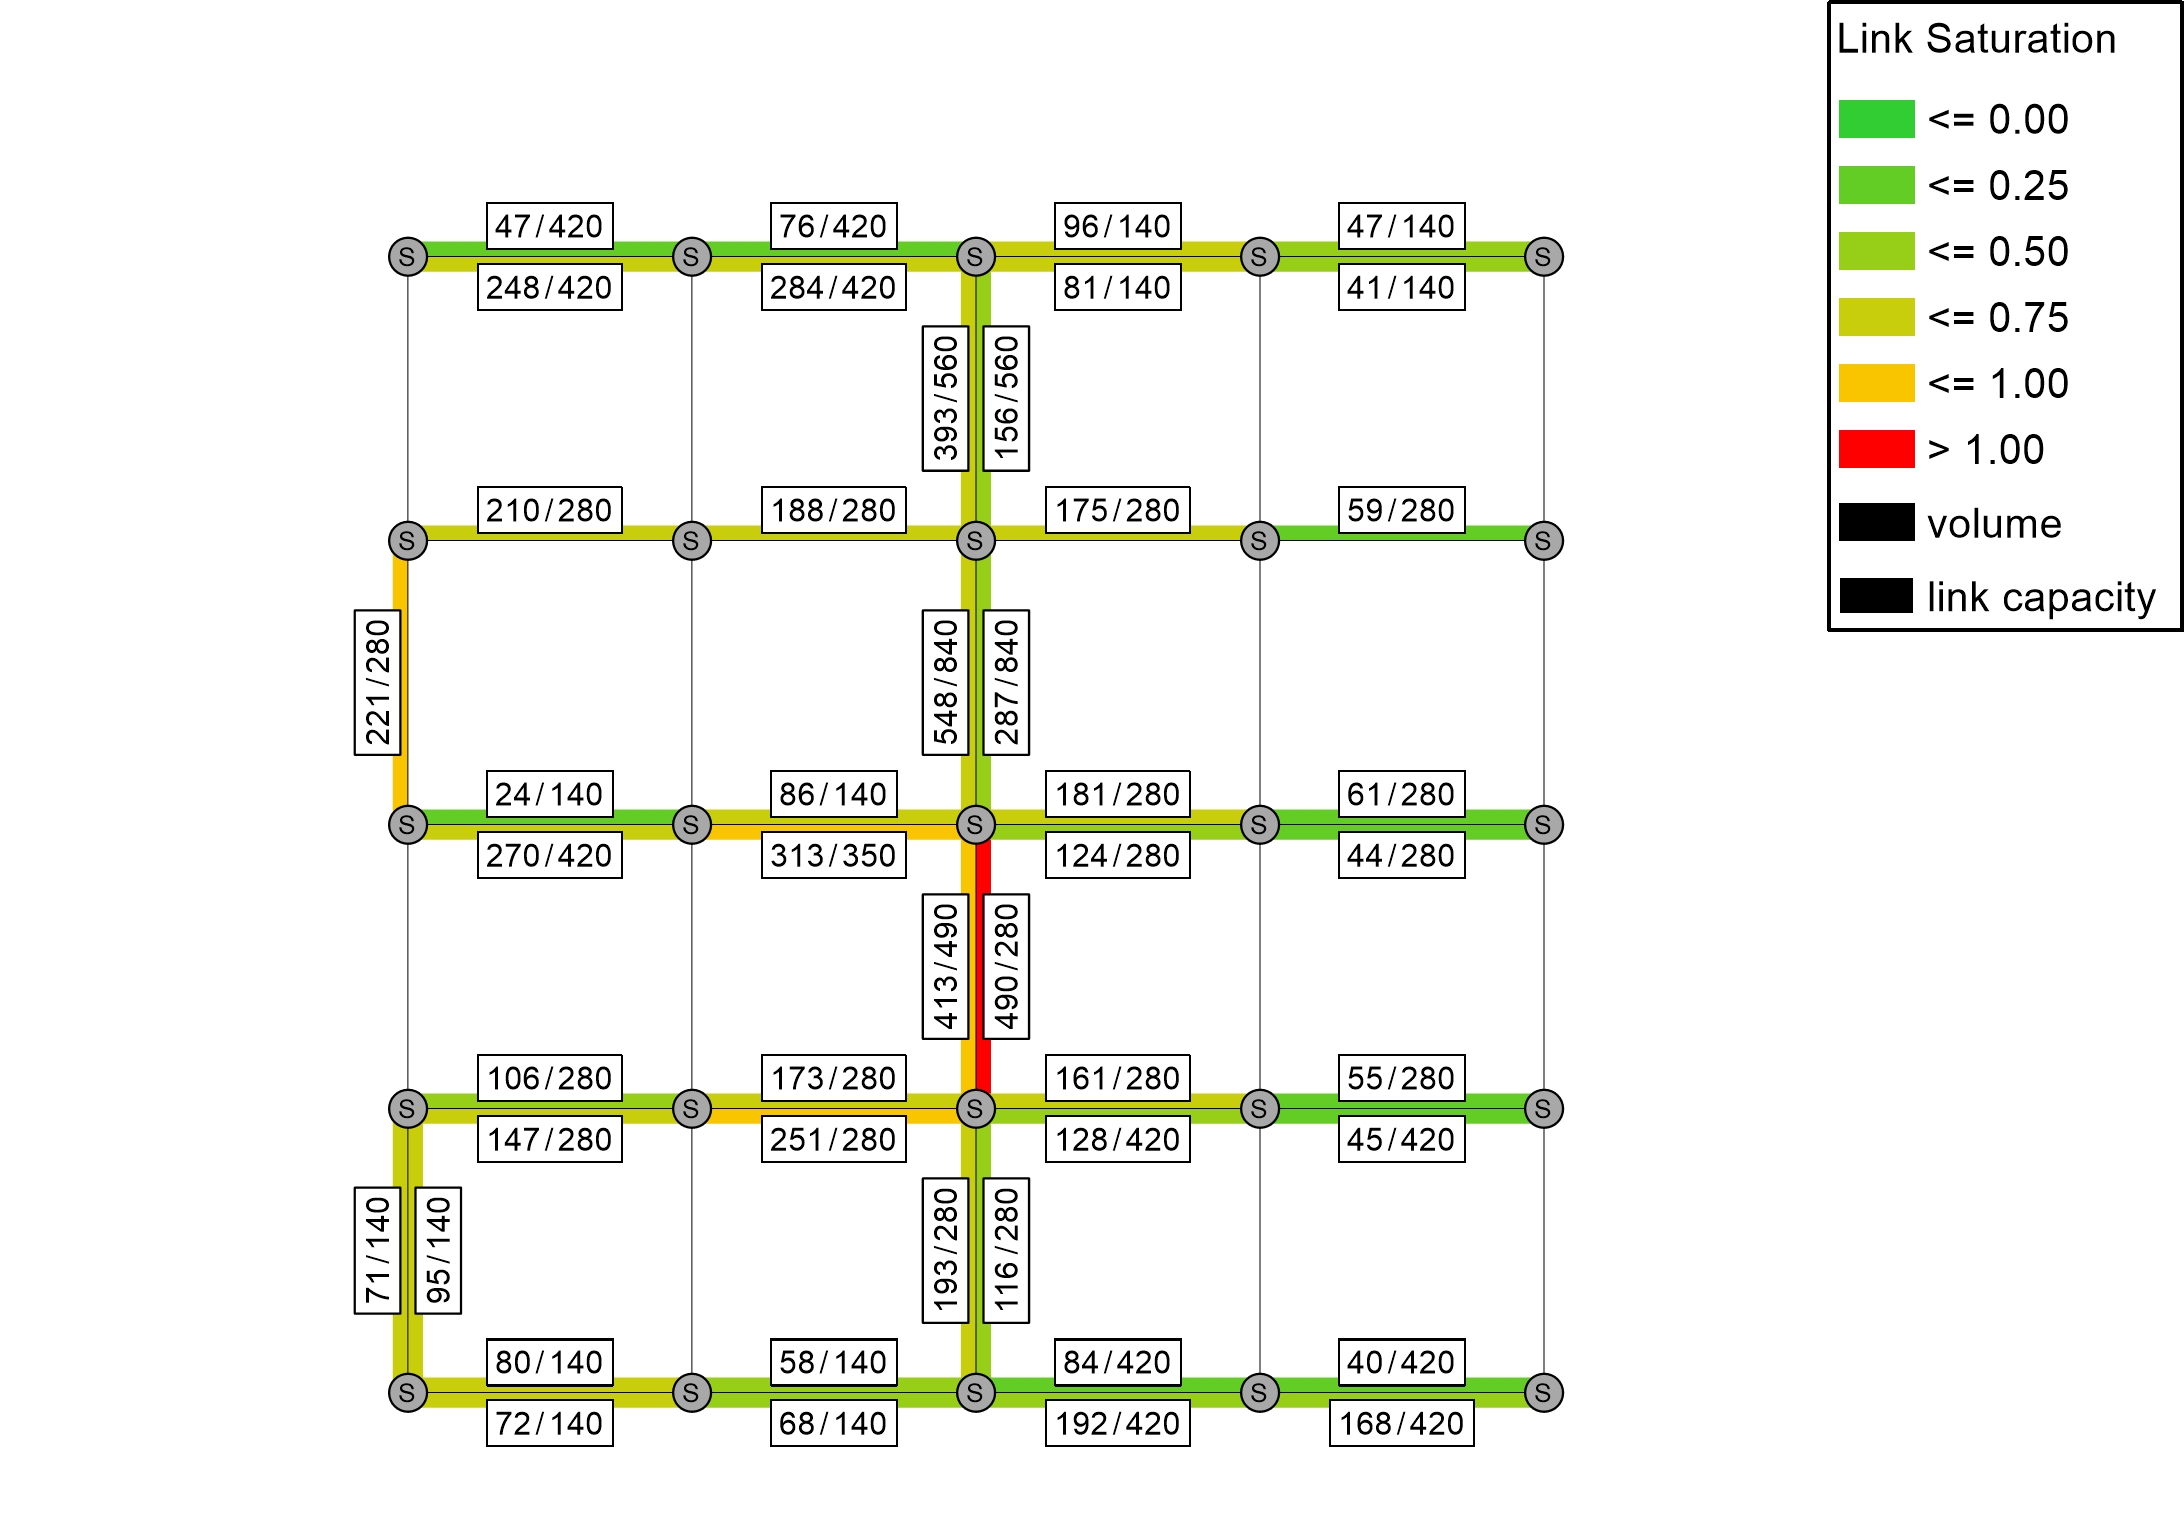 Link Saturation
<= 0.00
<= 0.25
<= 0.50
<= 0.75
<= 1.00
> 1.00
volume
link capacity
47/420 76/420 96/140 47/140
S S S S S
248/420 284/420 81/140 41/140
393/560 156/560
210/280 188/280 175/280 59/280
S S S S S
221/280 548/840 287/840
24/140 86/140 181/280 61/280
S S S S S
270/420 313/350 124/280 44/280
413/490 490/280
106/280 173/280 161/280 55/280
S S S S S
147/280 251/280 128/420 45/420
71/140 95/140 193/280 116/280
80/140 58/140 84/420 40/420
S S S S S
72/140 68/140 192/420 168/420